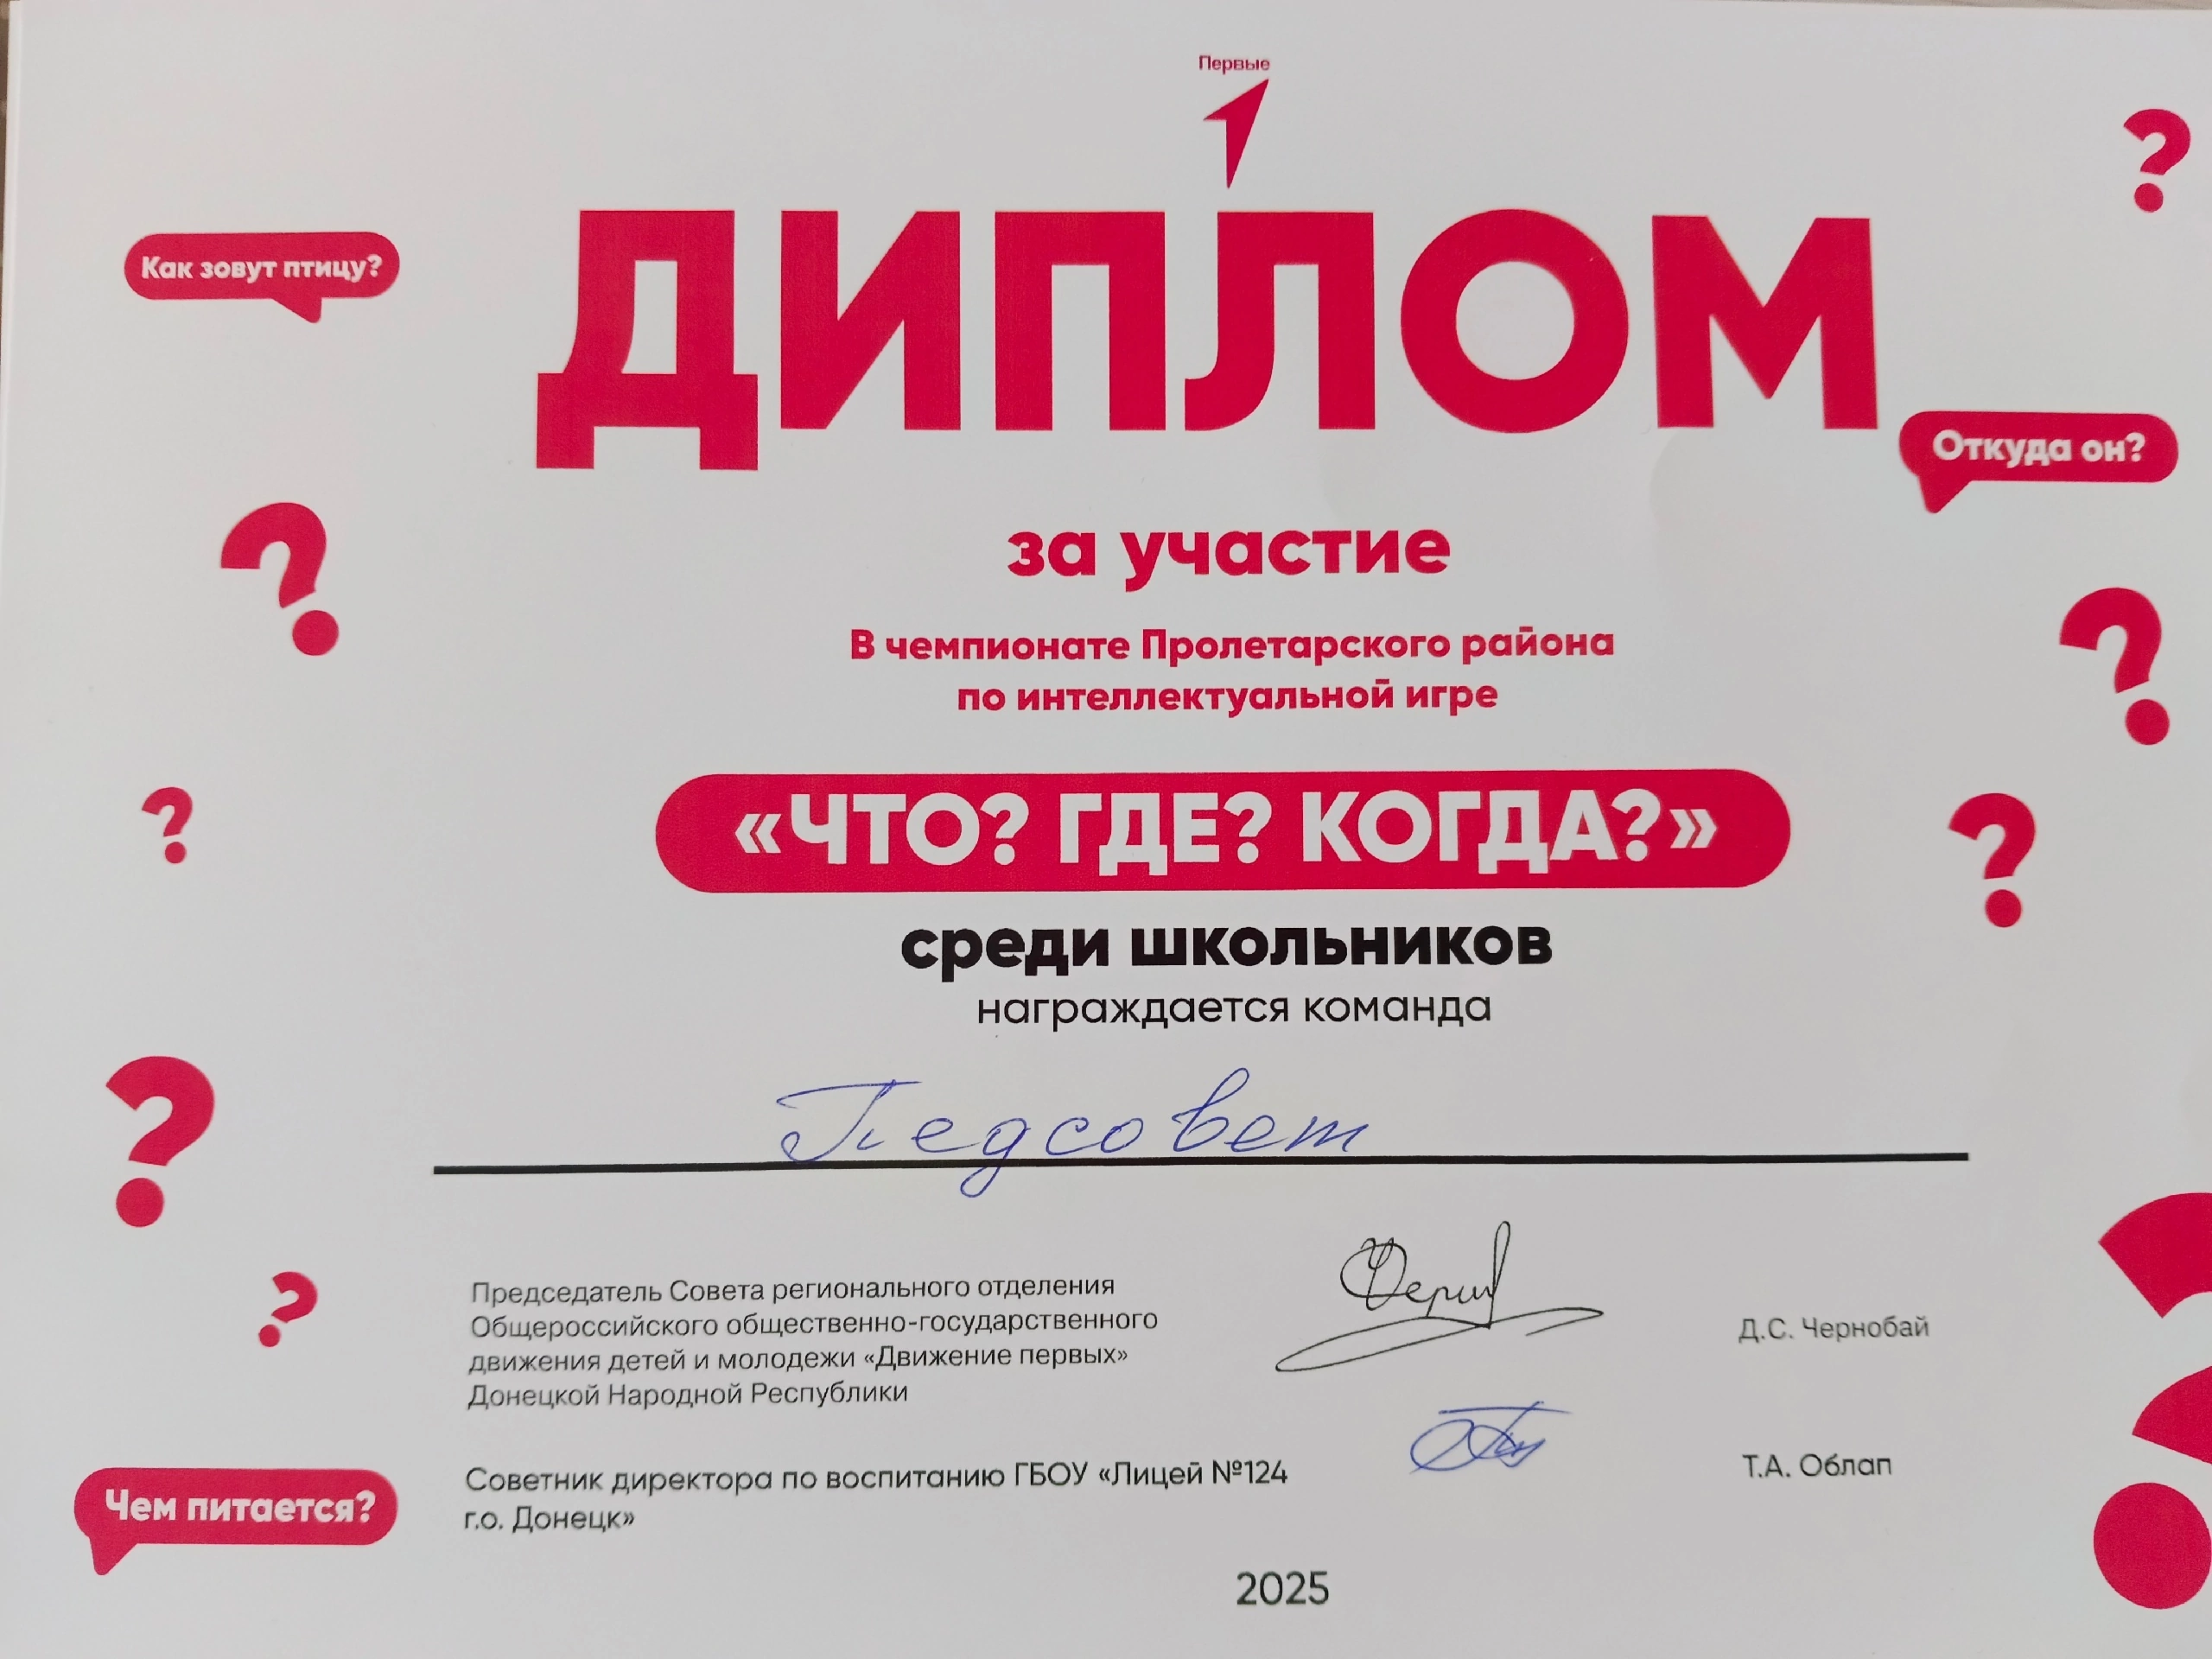 Первые
ДИПЛОМ
Как зовут птицу?
Откуда он?
за участие
В чемпионате Пролетарского района
по интеллектуальной игре
«ЧТО? ГДЕ? КОГДА?»
среди школьников
награждается команда
Педсовет
Председатель Совета регионального отделения
Общероссийского общественно-государственного
движения детей и молодежи «Движение первых»
Донецкой Народной Республики
Д.С. Чернобай
Советник директора по воспитанию ГБОУ «Лицей №124
г.о. Донецк»
Т.А. Облап
Чем питается?
2025